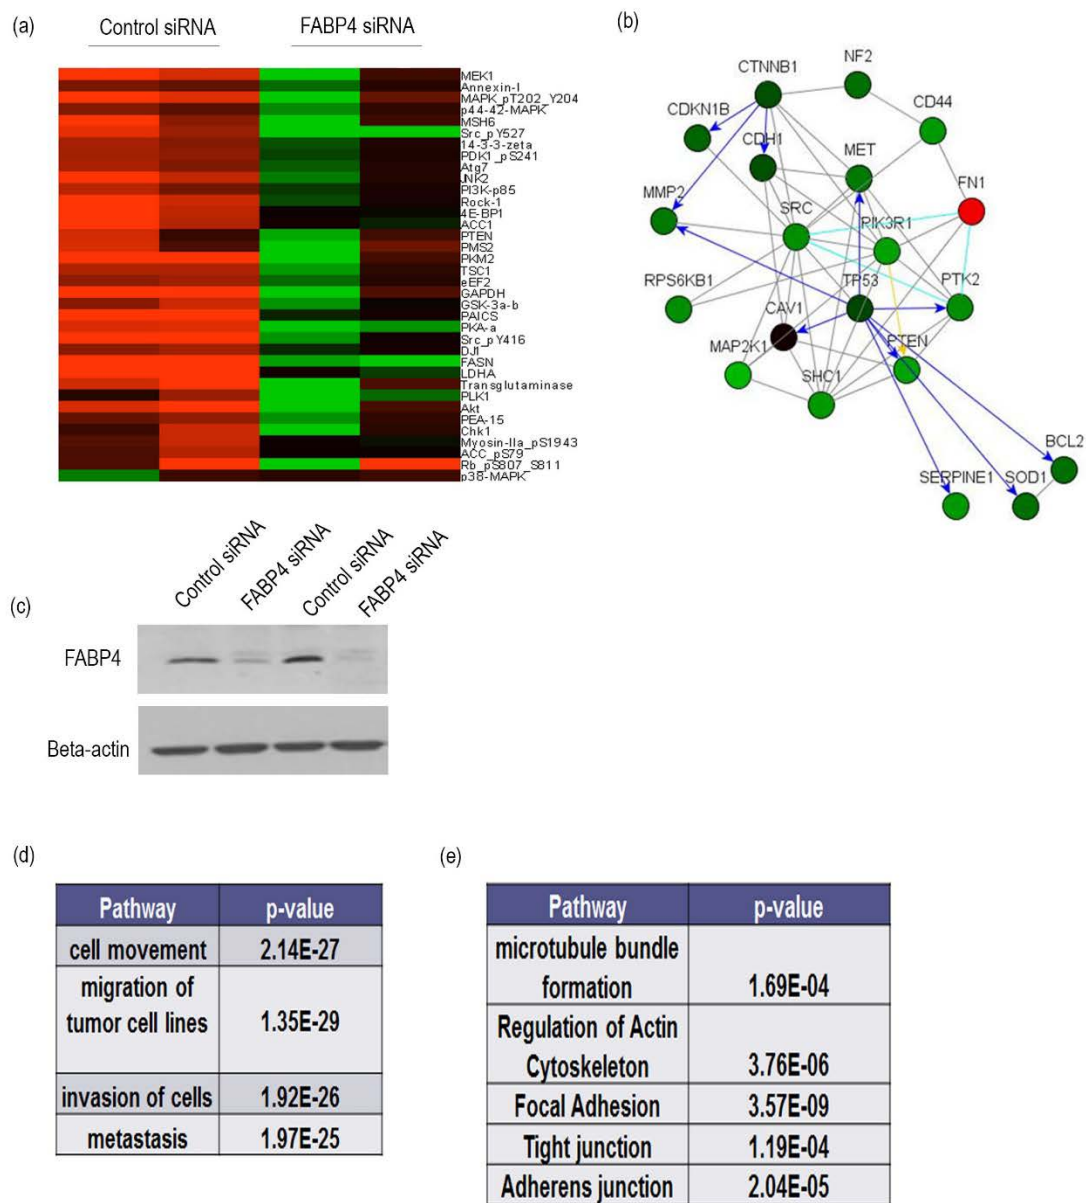 (a)
Control siRNA
FABP4 siRNA
MEK1
Annexin-I
MAPK_pT202_Y204
p44-42-MAPK
MSH6
Src_pY527
14-3-3-zeta
PDK1_pS241
Atg7
JNK2
PI3K-p85
Rock-1
4E-BP1
ACC1
PTEN
PMS2
PKM2
TSC1
eEF2
GAPDH
GSK-3a-b
PAICS
PKA-a
Src_pY416
DJ1
FASN
LDHA
Transglutaminase
PLK1
Akt
PEA-15
Chk1
Myosin-IIa_pS1943
ACC_pS79
Rb_pS807_S811
p38-MAPK
(b)
NF2
CTNNB1
CD44
CDKN1B
CDH1
MET
FN1
MMP2
SRC
PIK3R1
RPS6KB1
TP53
PTK2
CAV1
MAP2K1
PTEN
SHC1
BCL2
SERPINE1
SOD1
(c)
Control siRNA
FABP4 siRNA
Control siRNA
FABP4 siRNA
FABP4
Beta-actin
(d)
Pathway p-value
cell movement 2.14E-27
migration of
tumor cell lines 1.35E-29
invasion of cells 1.92E-26
metastasis 1.97E-25
(e)
Pathway p-value
microtubule bundle
formation 1.69E-04
Regulation of Actin
Cytoskeleton 3.76E-06
Focal Adhesion 3.57E-09
Tight junction 1.19E-04
Adherens junction 2.04E-05